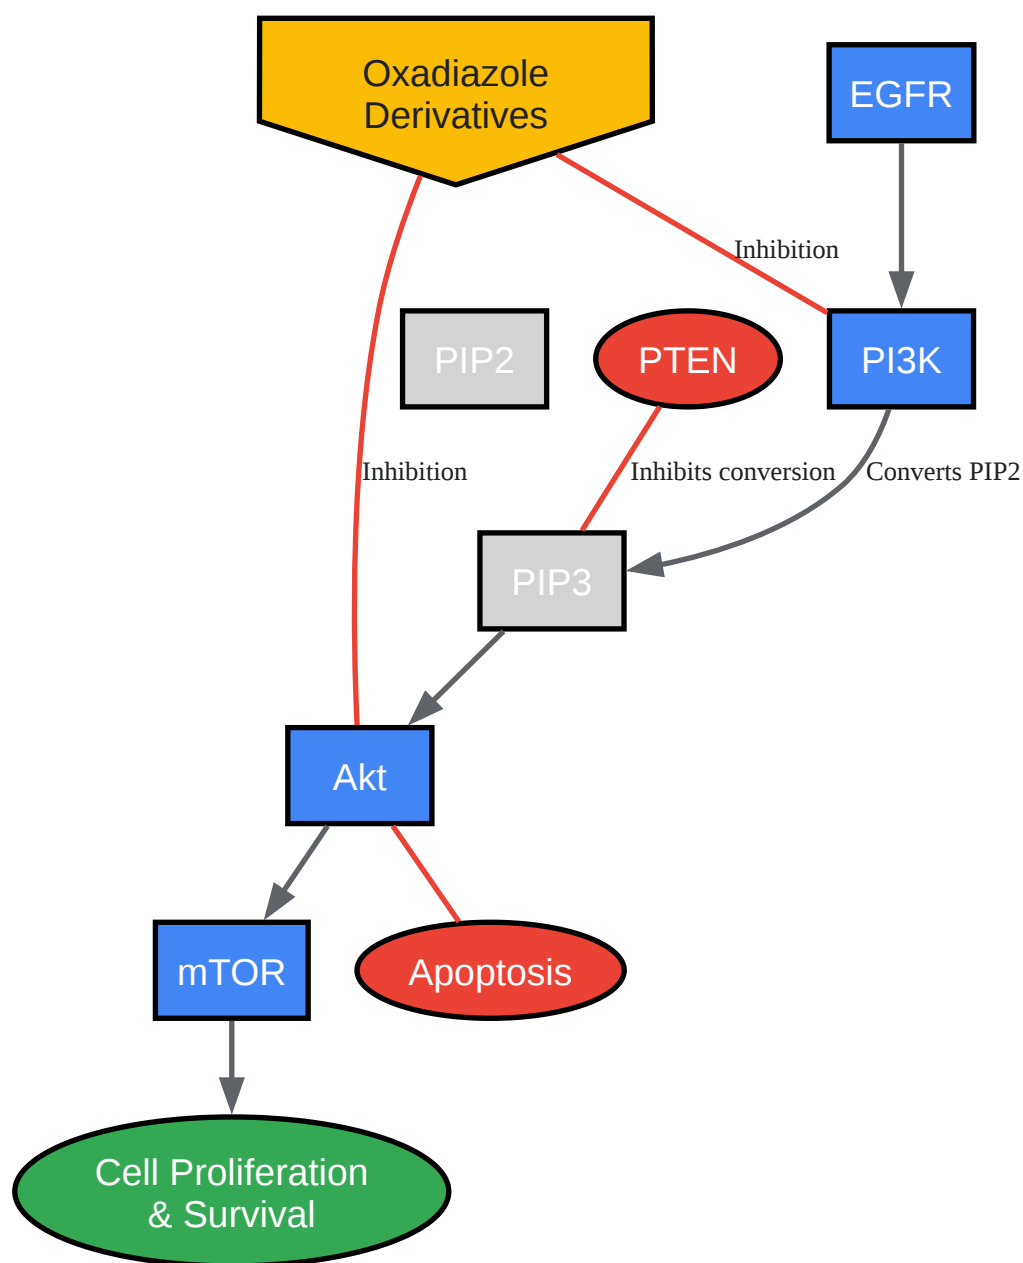 Oxadiazole
Derivatives
EGFR
Inhibition
PIP2
PTEN
PI3K
Inhibition
Inhibits conversion
Converts PIP2
PIP3
Akt
mTOR
Apoptosis
Cell Proliferation
& Survival